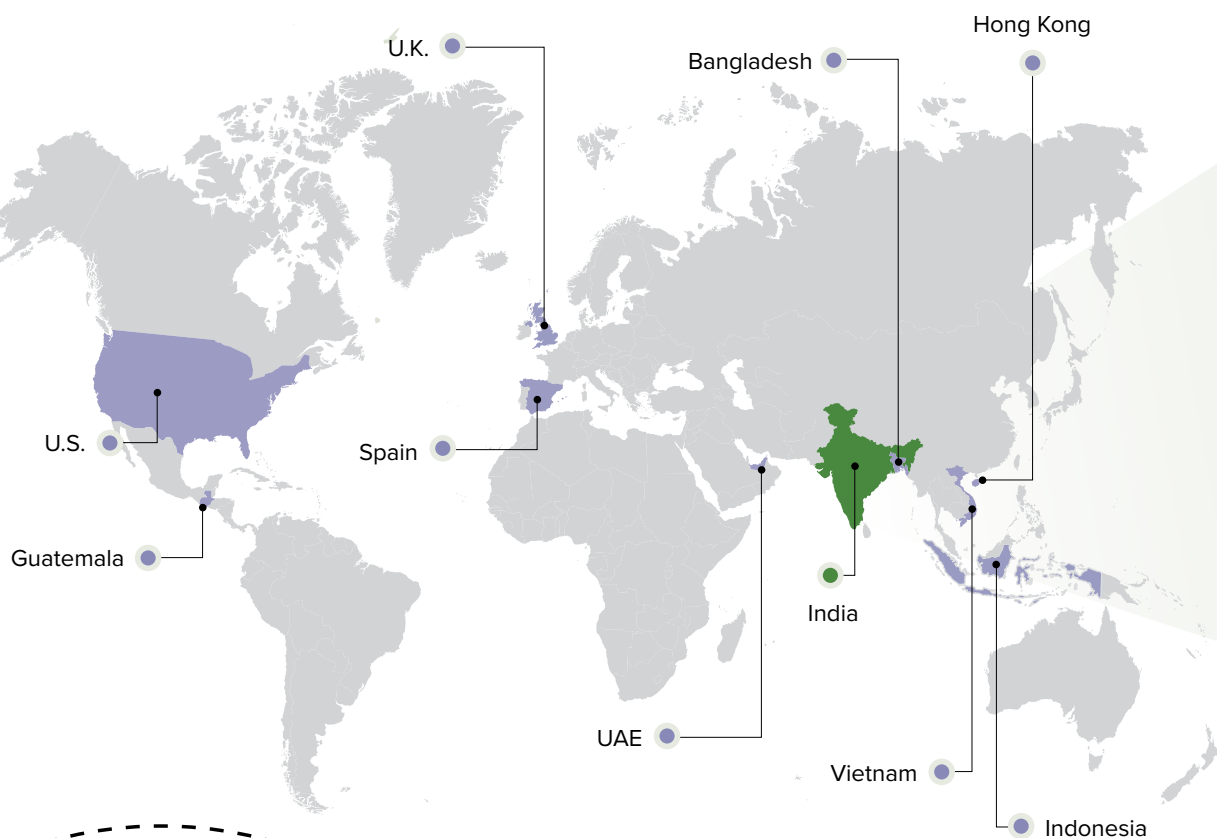 Hong Kong
U.K.
Bangladesh
U.S.
Spain
Guatemala
India
UAE
Vietnam
Indonesia